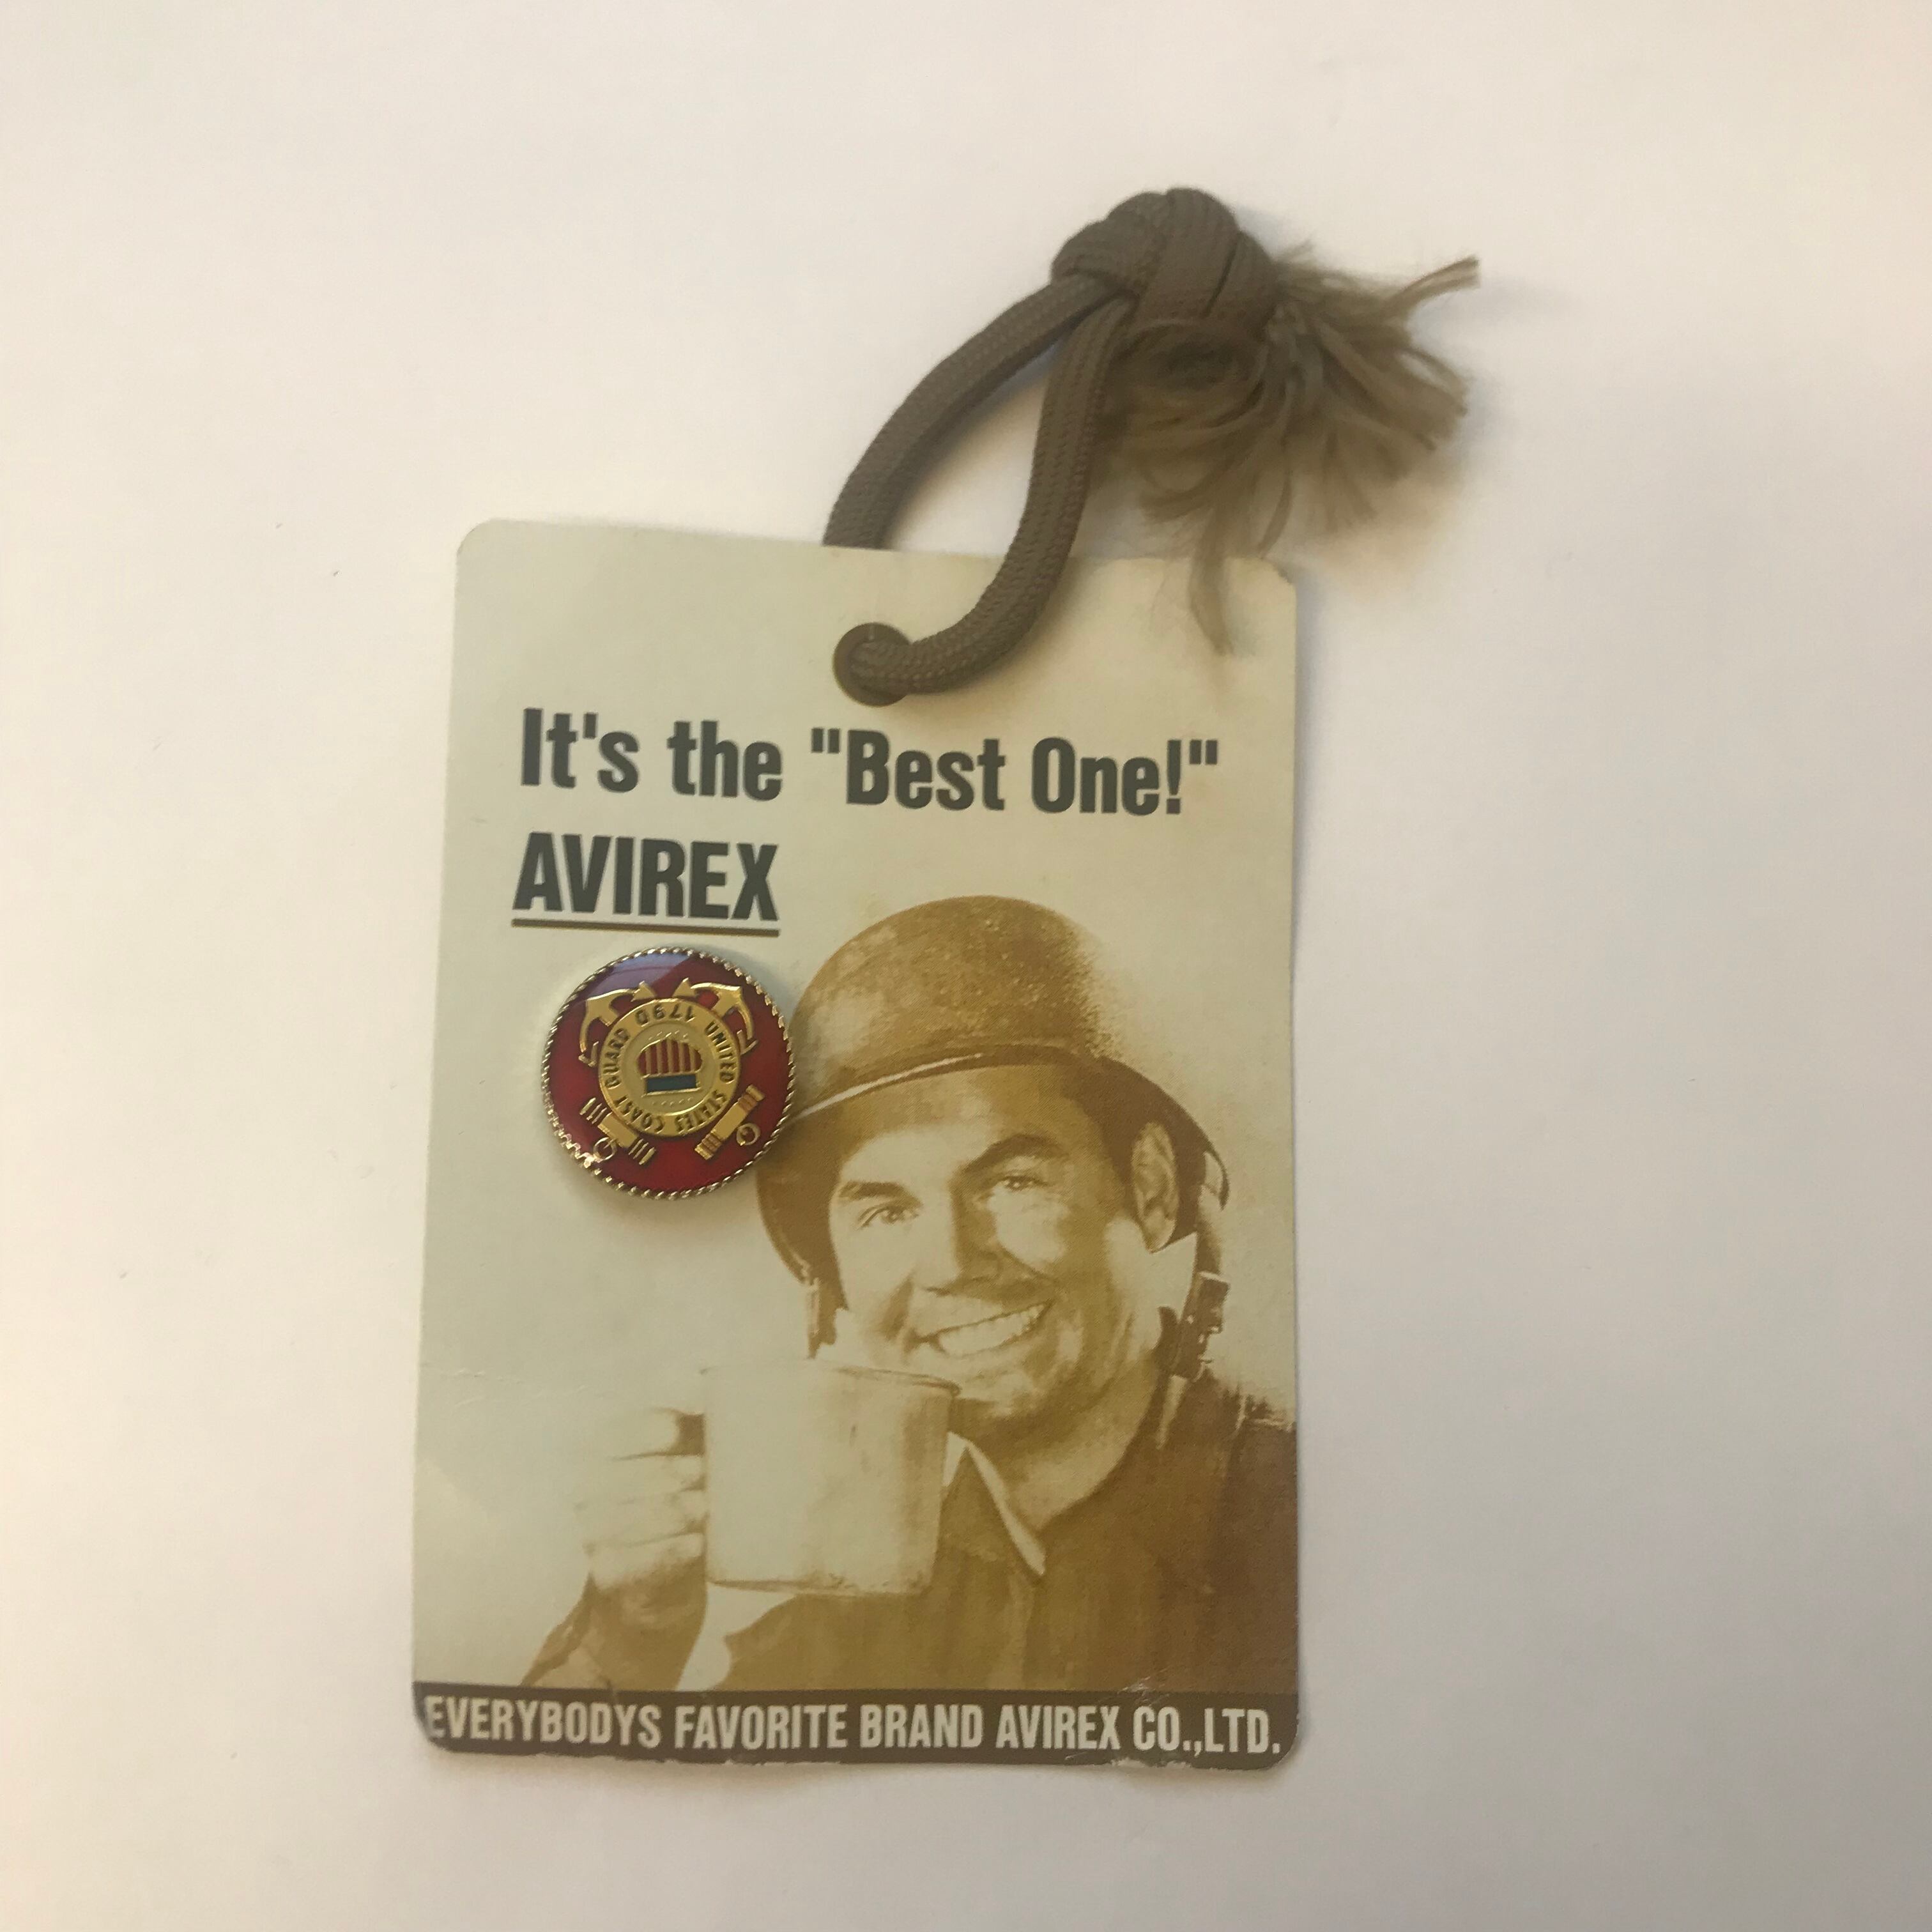 It's the "Best One!"
AVIREX
UNITED STATES COAST GUARD 1790
EVERYBODYS FAVORITE BRAND AVIREX CO.,LTD.